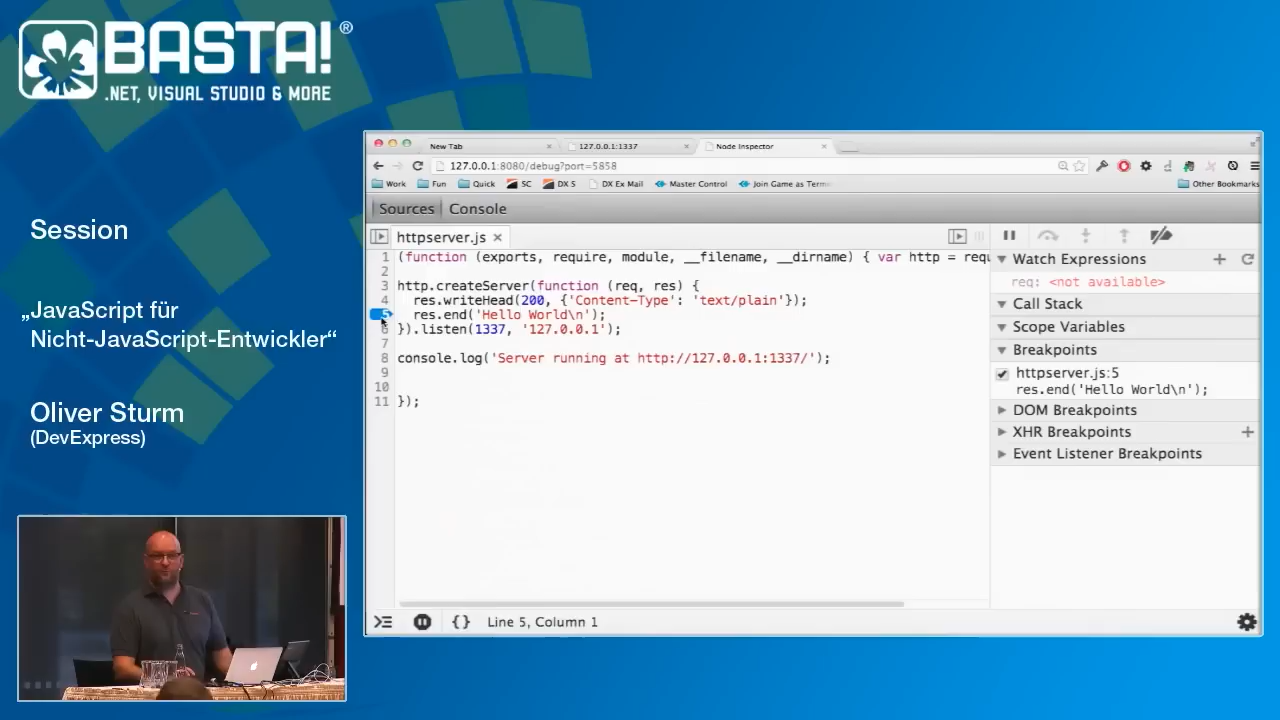 BASTA!®
.NET, VISUAL STUDIO & MORE
Session
„JavaScript für
Nicht-JavaScript-Entwickler“
Oliver Sturm
(DevExpress)
New Tab
127.0.0.1:1337
Node Inspector
127.0.0.1:8080/debug?port=5858
Work Fun Quick SC DX 5 DX Ex Mail Master Control Join Game as Term Other Bookmarks
Sources Console
httpserver.js
1 (function (exports, require, module, __filename, __dirname) { var http = requ
2
3 http.createServer(function (req, res) {
4 res.writeHead(200, {'Content-Type': 'text/plain'});
5 res.end('Hello World\n');
6 }).listen(1337, '127.0.0.1');
7
8 console.log('Server running at http://127.0.0.1:1337/');
9
10
11 });
Watch Expressions
req: <not available>
Call Stack
Scope Variables
Breakpoints
httpserver.js:5
res.end('Hello World\n');
DOM Breakpoints
XHR Breakpoints
Event Listener Breakpoints
{} Line 5, Column 1